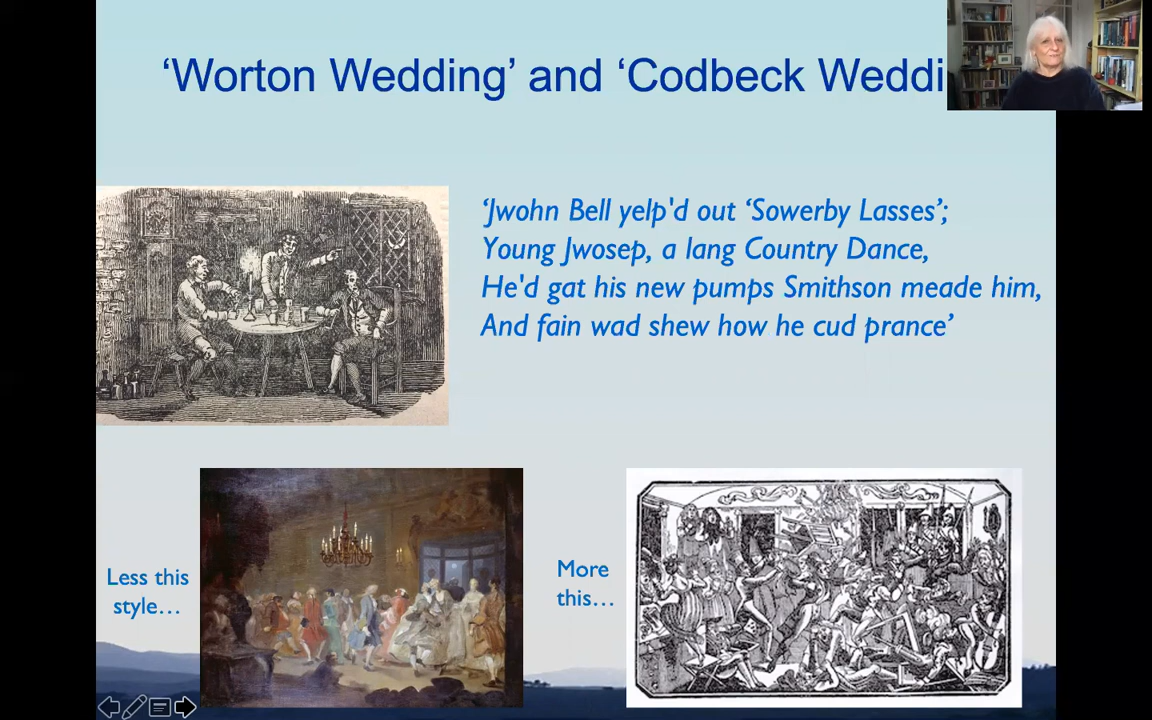 ‘Worton Wedding’ and ‘Codbeck Weddi
‘Jwohn Bell yelp'd out ‘Sowerby Lasses’;
Young Jwosep, a lang Country Dance,
He'd gat his new pumps Smithson meade him,
And fain wad shew how he cud prance’
Less this
style…
More
this…